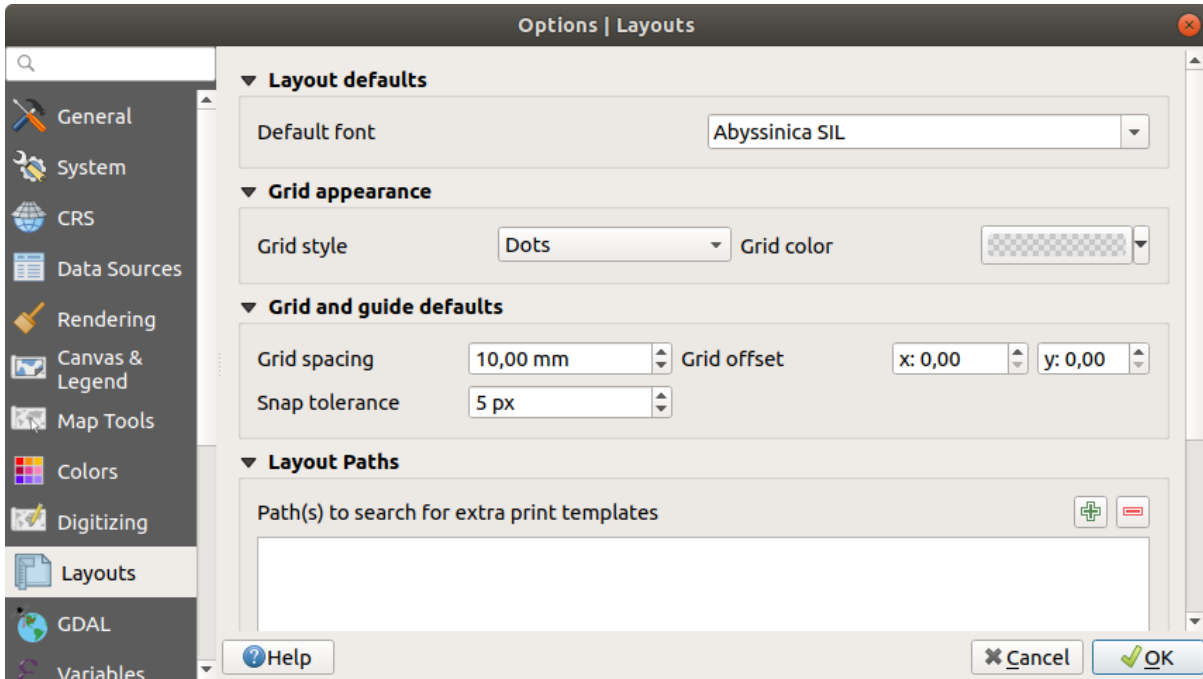 Options | Layouts
General
System
CRS
Data Sources
Rendering
Canvas &
Legend
Map Tools
Colors
Digitizing
Layouts
GDAL
Variables
Layout defaults
Default font Abyssinica SIL
Grid appearance
Grid style Dots Grid color
Grid and guide defaults
Grid spacing 10,00 mm Grid offset x: 0,00 y: 0,00
Snap tolerance 5 px
Layout Paths
Path(s) to search for extra print templates
Help Cancel OK